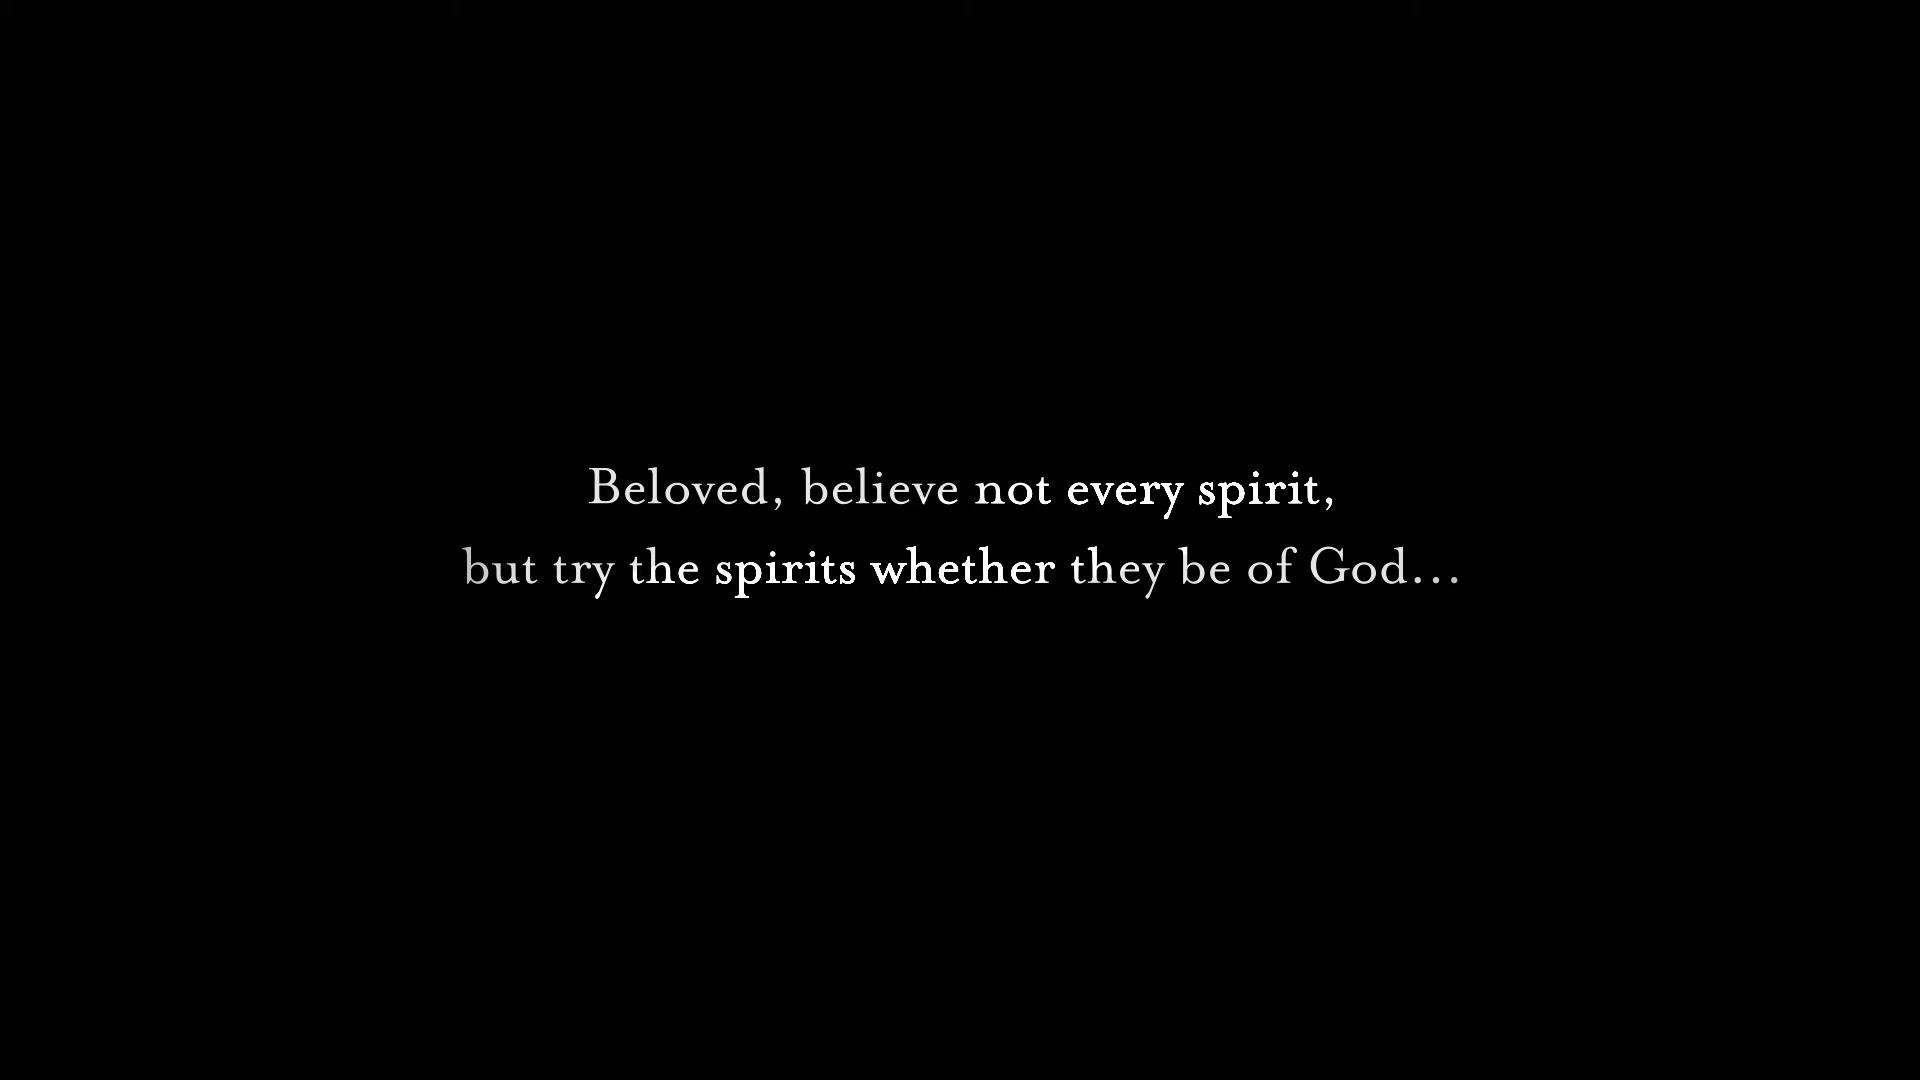 Beloved, believe not every spirit,
but try the spirits whether they be of God...